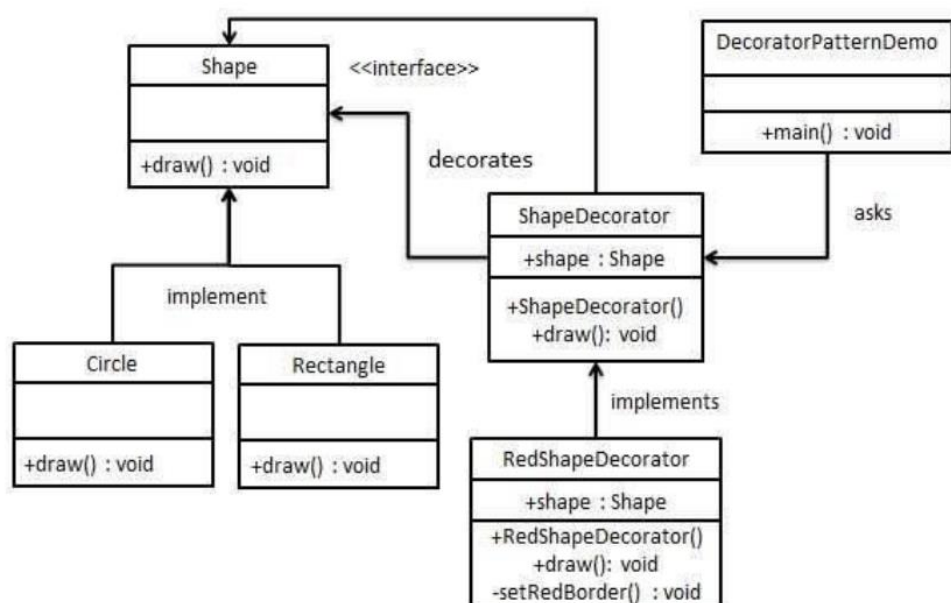 Shape
+draw() : void
<<interface>>
decorates
DecoratorPatternDemo
+main() : void
asks
ShapeDecorator
+shape : Shape
+ShapeDecorator()
+draw(): void
implement
Circle
+draw() : void
Rectangle
+draw() : void
implements
RedShapeDecorator
+shape : Shape
+RedShapeDecorator()
+draw(): void
-setRedBorder() : void